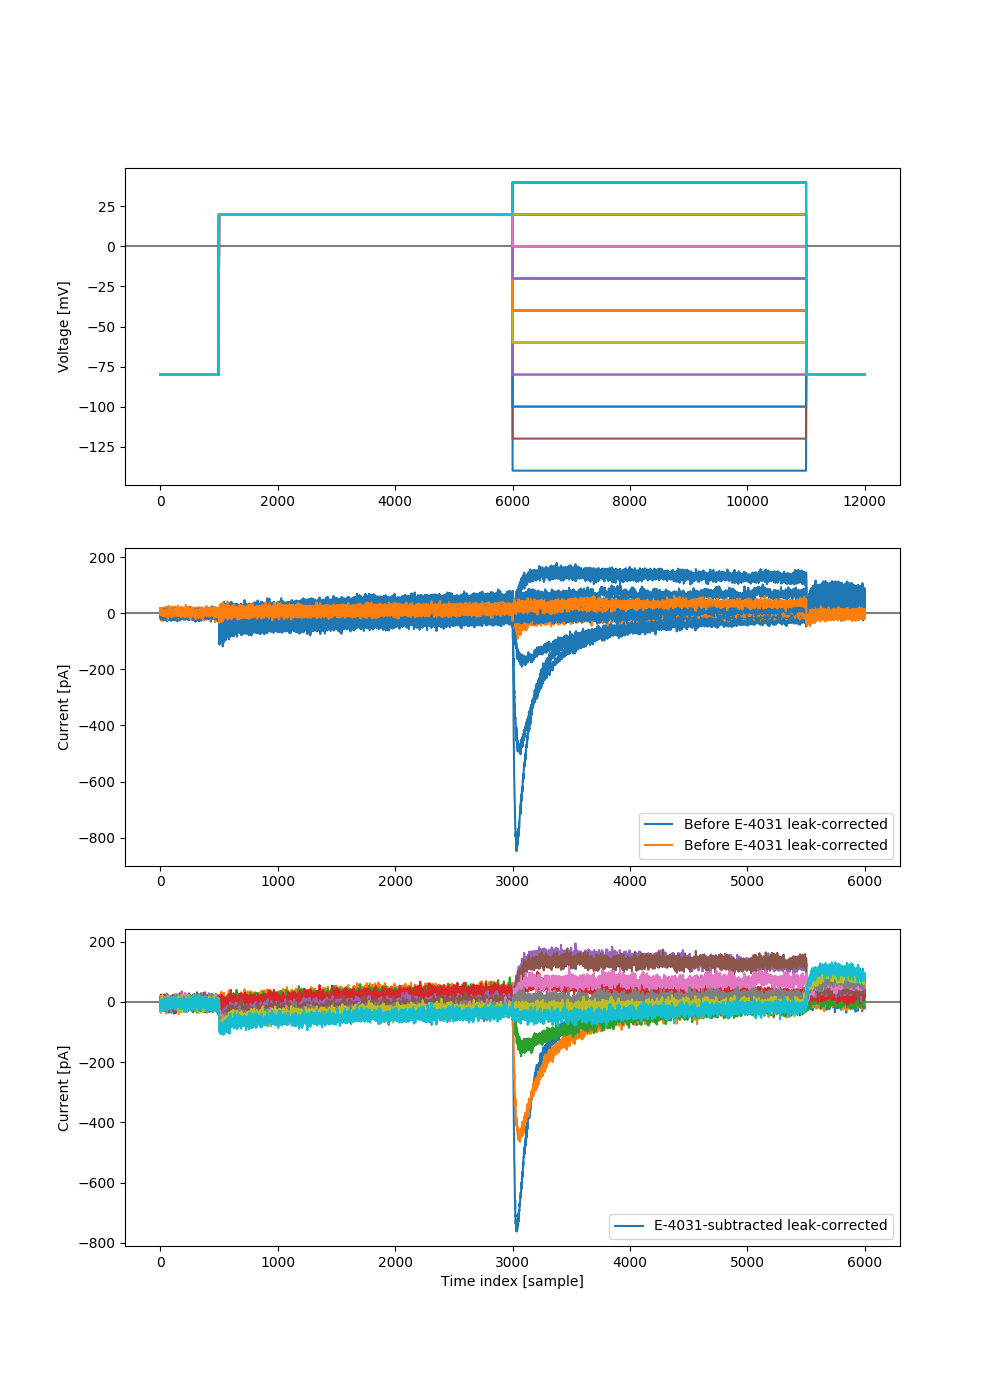 25
0
−25
−50
−75
−100
−125
Voltage [mV]
0 2000 4000 6000 8000 10000 12000
200
0
−200
−400
−600
−800
Current [pA]
Before E-4031 leak-corrected
Before E-4031 leak-corrected
0 1000 2000 3000 4000 5000 6000
200
0
−200
−400
−600
−800
Current [pA]
E-4031-subtracted leak-corrected
0 1000 2000 3000 4000 5000 6000
Time index [sample]